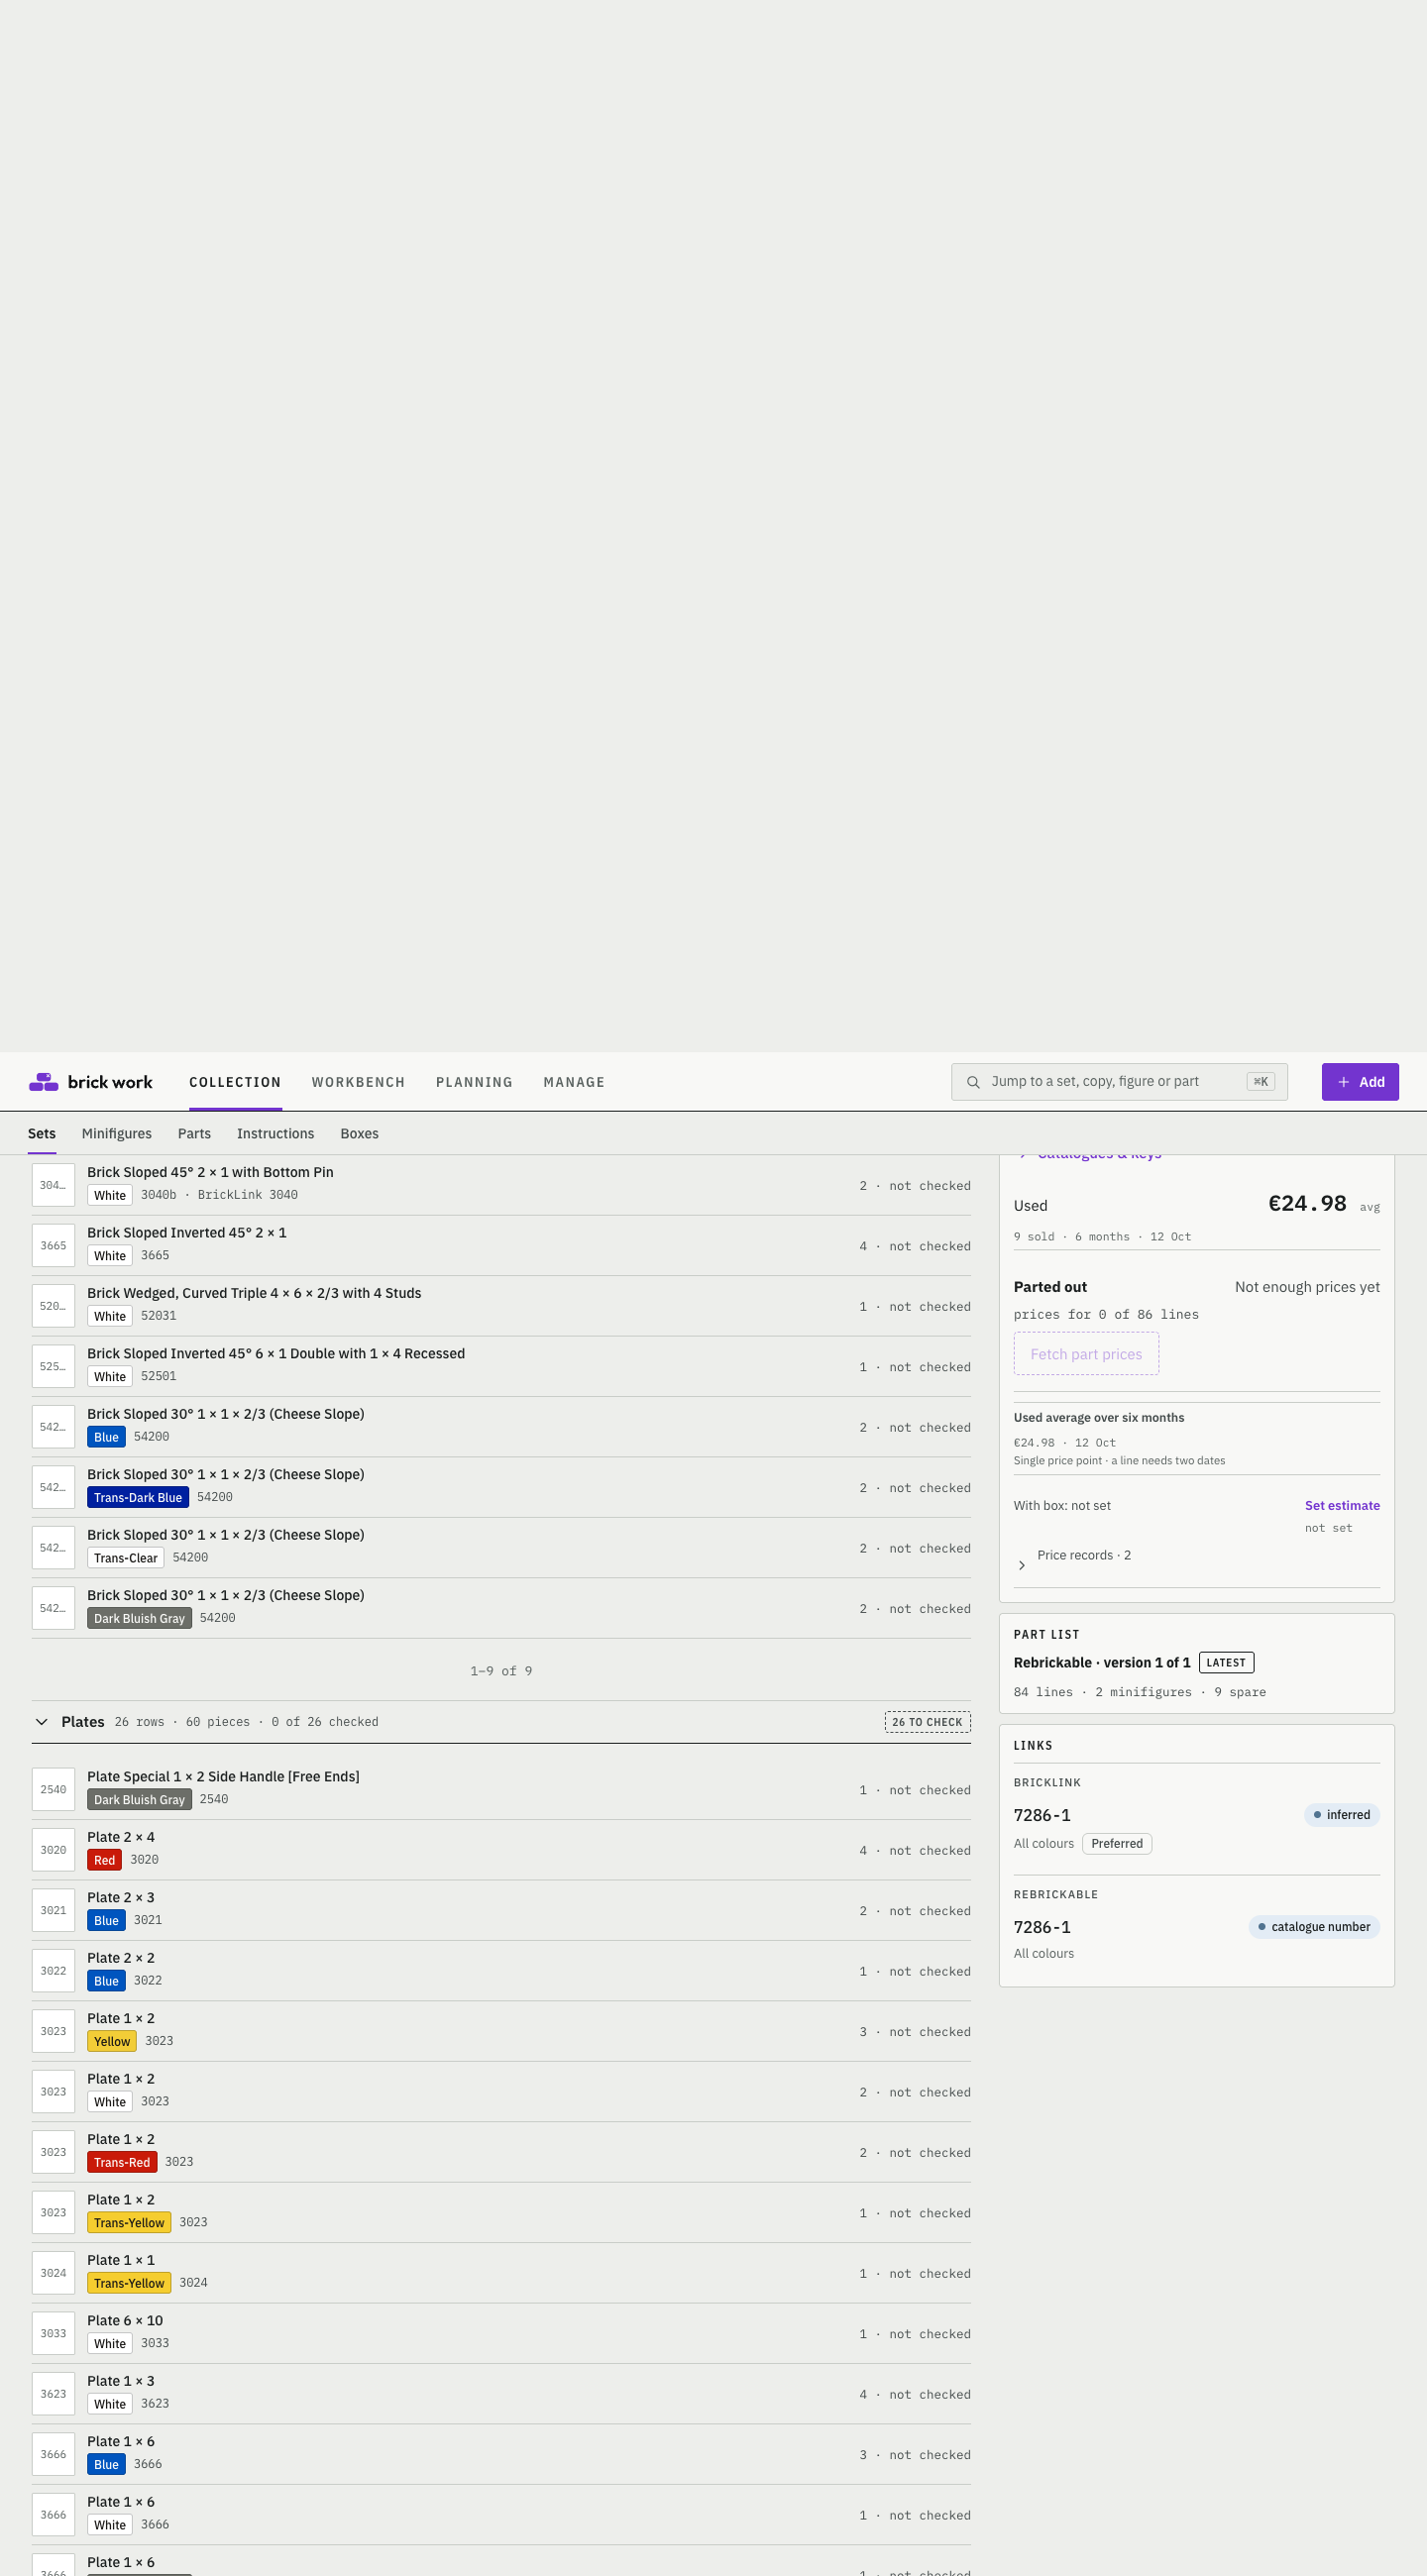 brick work
COLLECTION
WORKBENCH
PLANNING
MANAGE
Jump to a set, copy, figure or part
⌘K
+ Add
Sets
Minifigures
Parts
Instructions
Boxes
304…
Brick Sloped 45° 2 × 1 with Bottom Pin
White 3040b · BrickLink 3040
2 · not checked
3665
Brick Sloped Inverted 45° 2 × 1
White 3665
4 · not checked
520…
Brick Wedged, Curved Triple 4 × 6 × 2/3 with 4 Studs
White 52031
1 · not checked
525…
Brick Sloped Inverted 45° 6 × 1 Double with 1 × 4 Recessed
White 52501
1 · not checked
542…
Brick Sloped 30° 1 × 1 × 2/3 (Cheese Slope)
Blue 54200
2 · not checked
542…
Brick Sloped 30° 1 × 1 × 2/3 (Cheese Slope)
Trans-Dark Blue 54200
2 · not checked
542…
Brick Sloped 30° 1 × 1 × 2/3 (Cheese Slope)
Trans-Clear 54200
2 · not checked
542…
Brick Sloped 30° 1 × 1 × 2/3 (Cheese Slope)
Dark Bluish Gray 54200
2 · not checked
1–9 of 9
Plates 26 rows · 60 pieces · 0 of 26 checked
26 TO CHECK
2540
Plate Special 1 × 2 Side Handle [Free Ends]
Dark Bluish Gray 2540
1 · not checked
3020
Plate 2 × 4
Red 3020
4 · not checked
3021
Plate 2 × 3
Blue 3021
2 · not checked
3022
Plate 2 × 2
Blue 3022
1 · not checked
3023
Plate 1 × 2
Yellow 3023
3 · not checked
3023
Plate 1 × 2
White 3023
2 · not checked
3023
Plate 1 × 2
Trans-Red 3023
2 · not checked
3023
Plate 1 × 2
Trans-Yellow 3023
1 · not checked
3024
Plate 1 × 1
Trans-Yellow 3024
1 · not checked
3033
Plate 6 × 10
White 3033
1 · not checked
3623
Plate 1 × 3
White 3623
4 · not checked
3666
Plate 1 × 6
Blue 3666
3 · not checked
3666
Plate 1 × 6
White 3666
1 · not checked
3666
Plate 1 × 6
1 · not checked
Catalogues & keys
Used
€24.98 avg
9 sold · 6 months · 12 Oct
Parted out
Not enough prices yet
prices for 0 of 86 lines
Fetch part prices
Used average over six months
€24.98 · 12 Oct
Single price point · a line needs two dates
With box: not set
Set estimate
not set
Price records · 2
PART LIST
Rebrickable · version 1 of 1 LATEST
84 lines · 2 minifigures · 9 spare
LINKS
BRICKLINK
7286-1
inferred
All colours Preferred
REBRICKABLE
7286-1
catalogue number
All colours